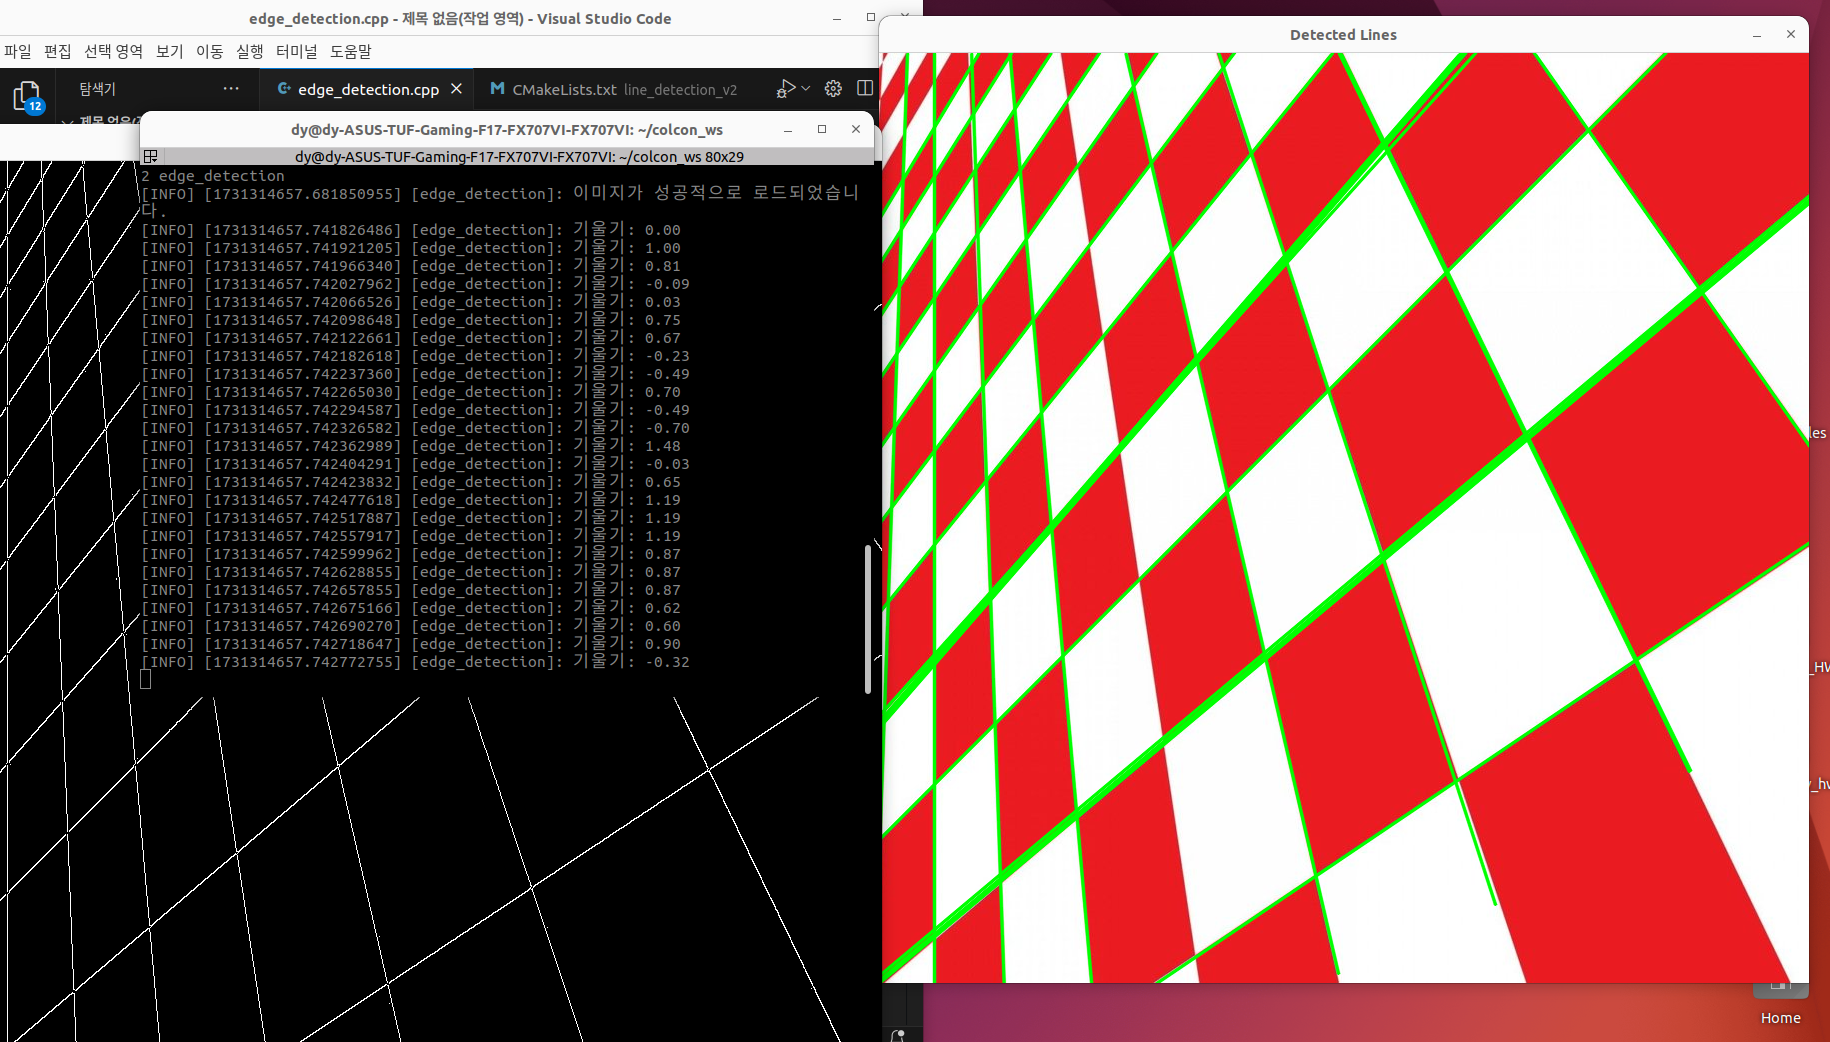 edge_detection.cpp - 제목 없음(작업 영역) - Visual Studio Code
파일 편집 선택 영역 보기 이동 실행 터미널 도움말
탐색기
edge_detection.cpp
CMakeLists.txt line_detection_v2
12
dy@dy-ASUS-TUF-Gaming-F17-FX707VI-FX707VI: ~/colcon_ws
dy@dy-ASUS-TUF-Gaming-F17-FX707VI-FX707VI: ~/colcon_ws 80x29
2 edge_detection
[INFO] [1731314657.681850955] [edge_detection]: 이미지가 성공적으로 로드되었습니
다.
[INFO] [1731314657.741826486] [edge_detection]: 기울기: 0.00
[INFO] [1731314657.741921205] [edge_detection]: 기울기: 1.00
[INFO] [1731314657.741966340] [edge_detection]: 기울기: 0.81
[INFO] [1731314657.742027962] [edge_detection]: 기울기: -0.09
[INFO] [1731314657.742066526] [edge_detection]: 기울기: 0.03
[INFO] [1731314657.742098648] [edge_detection]: 기울기: 0.75
[INFO] [1731314657.742122661] [edge_detection]: 기울기: 0.67
[INFO] [1731314657.742182618] [edge_detection]: 기울기: -0.23
[INFO] [1731314657.742237360] [edge_detection]: 기울기: -0.49
[INFO] [1731314657.742265030] [edge_detection]: 기울기: 0.70
[INFO] [1731314657.742294587] [edge_detection]: 기울기: -0.49
[INFO] [1731314657.742326582] [edge_detection]: 기울기: -0.70
[INFO] [1731314657.742362989] [edge_detection]: 기울기: 1.48
[INFO] [1731314657.742404291] [edge_detection]: 기울기: -0.03
[INFO] [1731314657.742423832] [edge_detection]: 기울기: 0.65
[INFO] [1731314657.742477618] [edge_detection]: 기울기: 1.19
[INFO] [1731314657.742517887] [edge_detection]: 기울기: 1.19
[INFO] [1731314657.742557917] [edge_detection]: 기울기: 1.19
[INFO] [1731314657.742599962] [edge_detection]: 기울기: 0.87
[INFO] [1731314657.742628855] [edge_detection]: 기울기: 0.87
[INFO] [1731314657.742657855] [edge_detection]: 기울기: 0.87
[INFO] [1731314657.742675166] [edge_detection]: 기울기: 0.62
[INFO] [1731314657.742690270] [edge_detection]: 기울기: 0.60
[INFO] [1731314657.742718647] [edge_detection]: 기울기: 0.90
[INFO] [1731314657.742772755] [edge_detection]: 기울기: -0.32
Detected Lines
Home